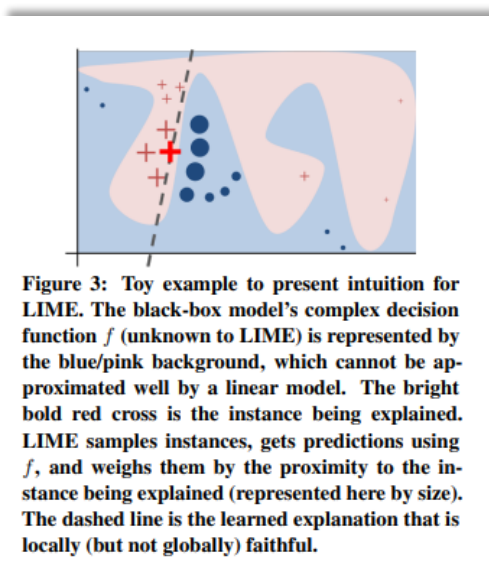 Figure 3: Toy example to present intuition for
LIME. The black-box model's complex decision
function f (unknown to LIME) is represented by
the blue/pink background, which cannot be ap-
proximated well by a linear model. The bright
bold red cross is the instance being explained.
LIME samples instances, gets predictions using
f, and weighs them by the proximity to the in-
stance being explained (represented here by size).
The dashed line is the learned explanation that is
locally (but not globally) faithful.